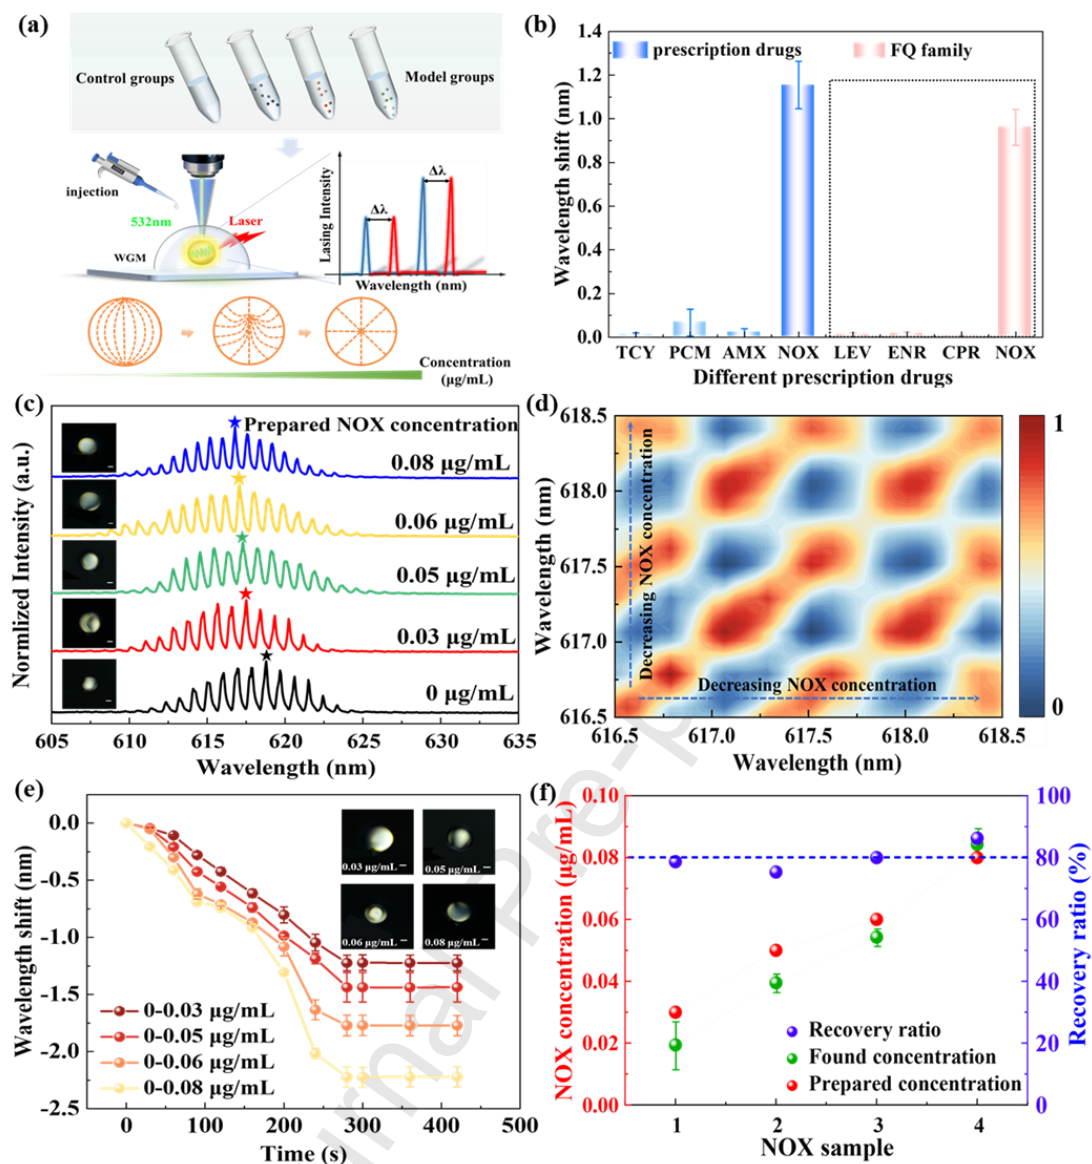 (a)
Control groups
Model groups
injection
532nm
Laser
WGM
Lasing Intensity
Δλ
Δλ
Wavelength (nm)
Concentration
(μg/mL)
(b)
Wavelength shift (nm)
1.4
1.2
1.0
0.8
0.6
0.4
0.2
0.0
prescription drugs
FQ family
TCY PCM AMX NOX LEV ENR CPR NOX
Different prescription drugs
(c)
Normlized Intensity (a.u.)
Prepared NOX concentration
0.08 μg/mL
0.06 μg/mL
0.05 μg/mL
0.03 μg/mL
0 μg/mL
605 610 615 620 625 630 635
Wavelength (nm)
(d)
Wavelength (nm)
618.5
618.0
617.5
617.0
616.5
Decreasing NOX concentration
Decreasing NOX concentration
616.5 617.0 617.5 618.0 618.5
Wavelength (nm)
1
0
(e)
Wavelength shift (nm)
0.0
-0.5
-1.0
-1.5
-2.0
-2.5
0.03 μg/mL
0.05 μg/mL
0.06 μg/mL
0.08 μg/mL
0-0.03 μg/mL
0-0.05 μg/mL
0-0.06 μg/mL
0-0.08 μg/mL
0 100 200 300 400 500
Time (s)
(f)
NOX concentration (μg/mL)
0.10
0.08
0.06
0.04
0.02
0.00
Recovery ratio
Found concentration
Prepared concentration
1 2 3 4
NOX sample
100
80
60
40
20
0
Recovery ratio (%)